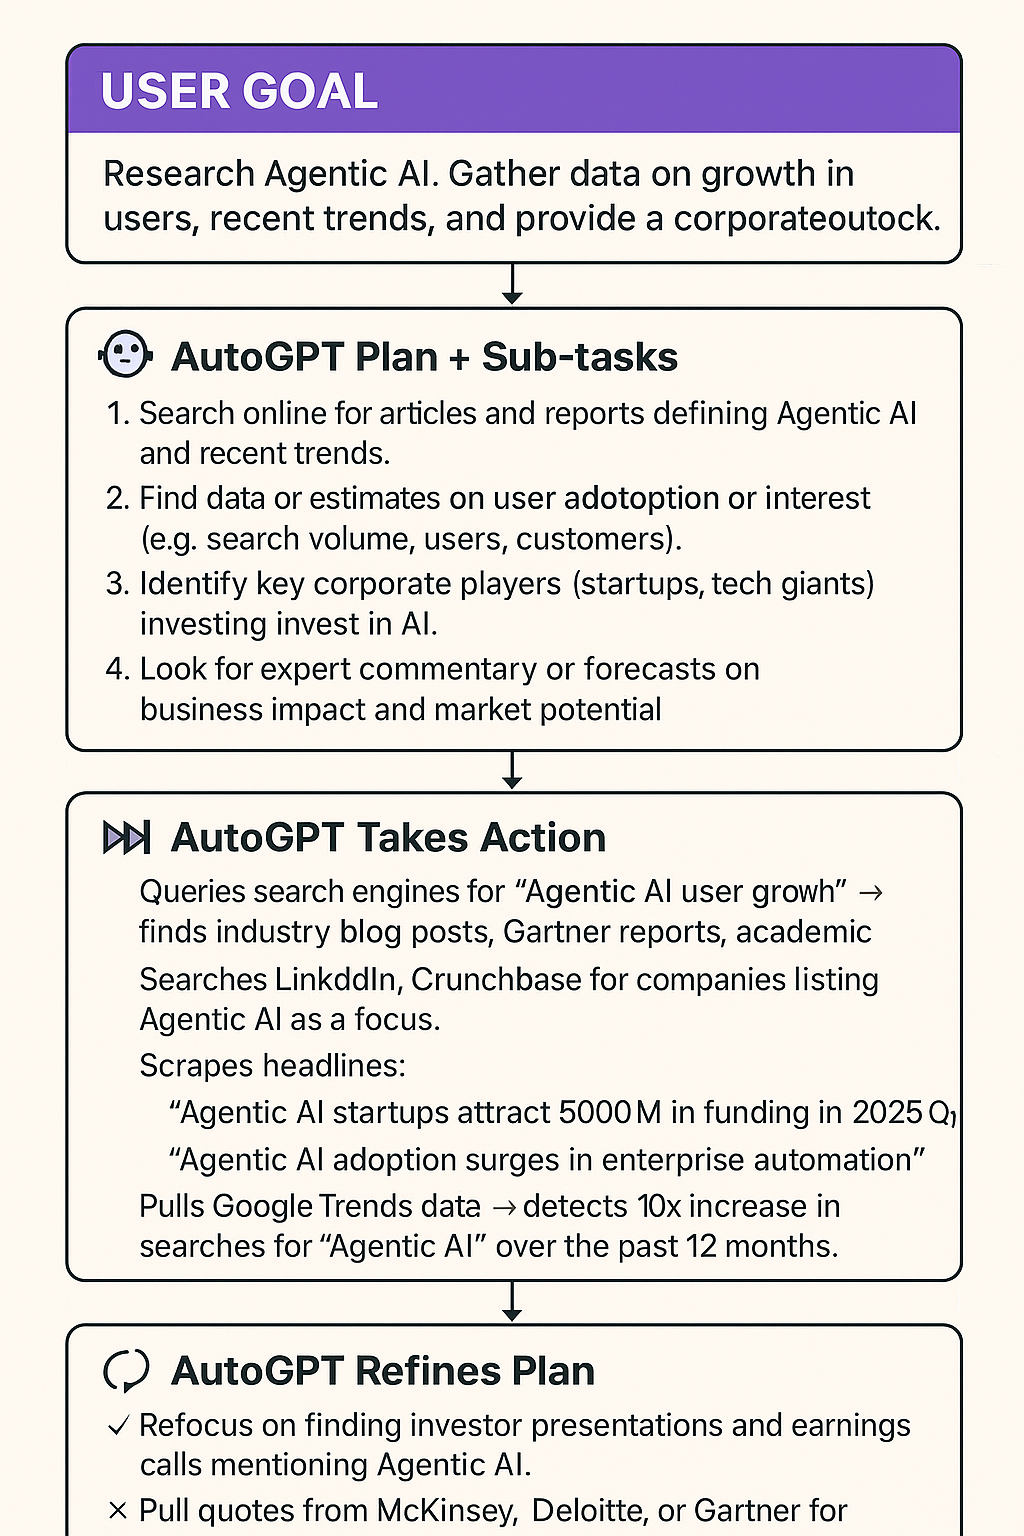 USER GOAL
Research Agentic AI. Gather data on growth in
users, recent trends, and provide a corporateoutock.
AutoGPT Plan + Sub-tasks
1. Search online for articles and reports defining Agentic AI
and recent trends.
2. Find data or estimates on user adotoption or interest
(e.g. search volume, users, customers).
3. Identify key corporate players (startups, tech giants)
investing invest in AI.
4. Look for expert commentary or forecasts on
business impact and market potential
AutoGPT Takes Action
Queries search engines for “Agentic AI user growh” →
finds industry blog posts, Gartner reports, academic
Searches LinkddIn, Crunchbase for companies listing
Agentic AI as a focus.
Scrapes headlines:
“Agentic AI startups attract 5000 M in funding in 2025 Q₁
“Agentic AI adoption surges in enterprise automation”
Pulls Google Trends data → detects 10x increase in
searches for “Agentic AI” over the past 12 months.
AutoGPT Refines Plan
✓ Refocus on finding investor presentations and earnings
calls mentioning Agentic AI.
× Pull quotes from McKinsey, Deloitte, or Gartner for